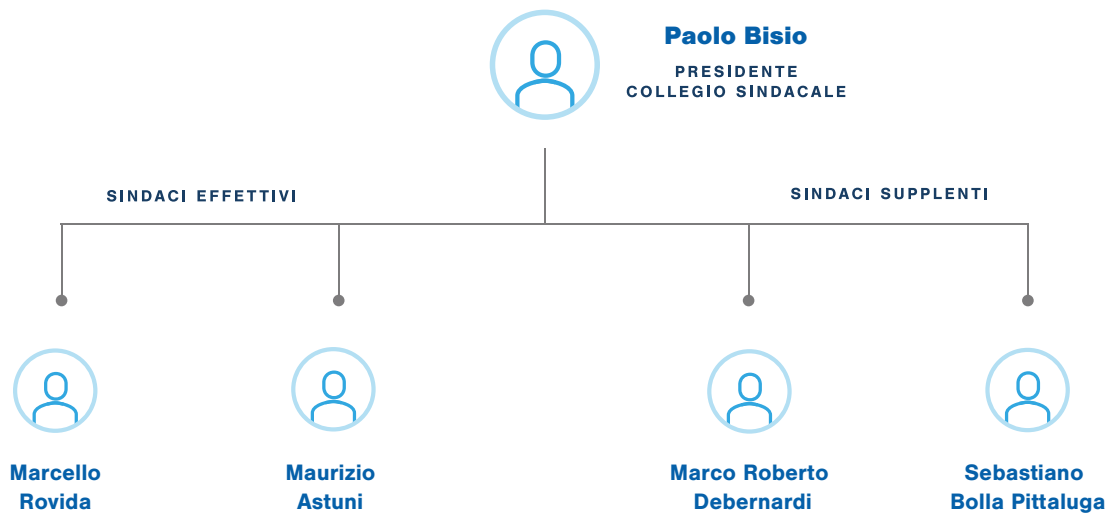 Paolo Bisio
PRESIDENTE
COLLEGIO SINDACALE
SINDACI EFFETTIVI
SINDACI SUPPLENTI
Marcello
Rovida
Maurizio
Astuni
Marco Roberto
Debernardi
Sebastiano
Bolla Pittaluga